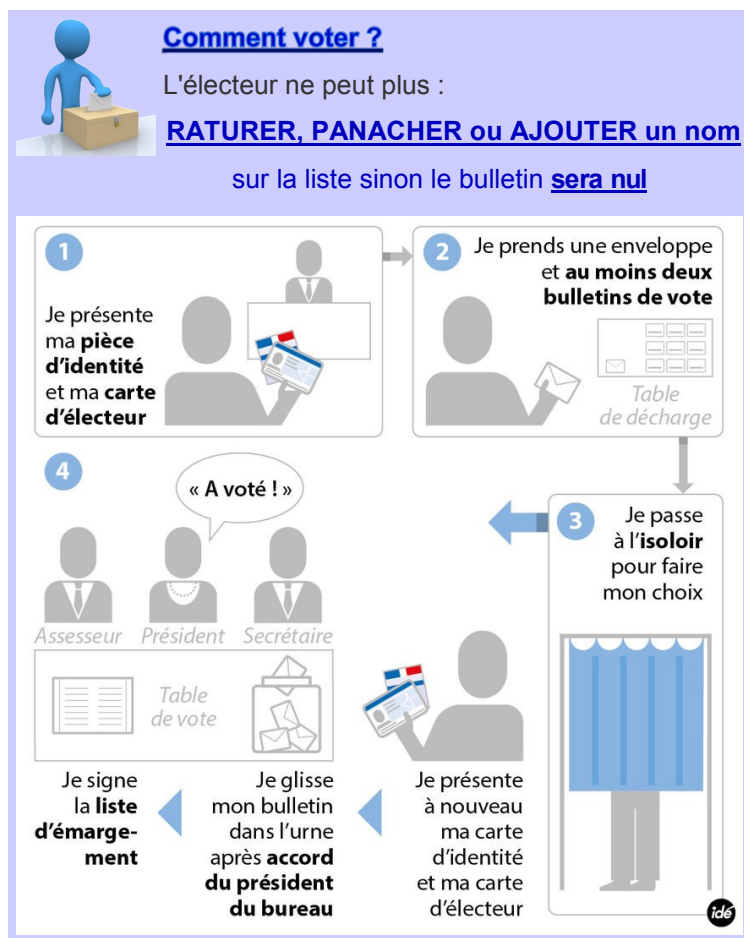 Comment voter ?
L'électeur ne peut plus :
RATURER, PANACHER ou AJOUTER un nom
sur la liste sinon le bulletin sera nul
1
Je présente
ma pièce
d'identité
et ma carte
d'électeur
2
Je prends une enveloppe
et au moins deux
bulletins de vote
Table
de décharge
3
Je passe
à l'isoloir
pour faire
mon choix
4
« A voté ! »
Assesseur
Président
Secrétaire
Table
de vote
Je présente
à nouveau
ma carte
d'identité
et ma carte
d'électeur
Je glisse
mon bulletin
dans l'urne
après accord
du président
du bureau
Je signe
la liste
d'émarge-
ment
idé